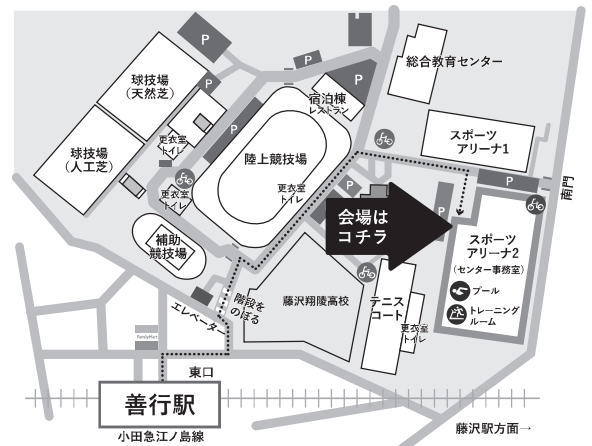 P
P
総合教育センター
球技場
(天然芝)
P
宿泊棟
レストラン
P
P
更衣室
トイレ
スポーツ
アリーナ1
球技場
(人工芝)
陸上競技場
更衣室
トイレ
P
P
P
南門
更衣室
トイレ
会場は
コチラ
補助
競技場
スポーツ
アリーナ2
(センター事務室)
プール
トレーニング
ルーム
階段を
のぼる
エレベーター
藤沢翔陵高校
テニス
コート
更衣室
トイレ
FamilyMart
東口
善行駅
小田急江ノ島線
藤沢駅方面→